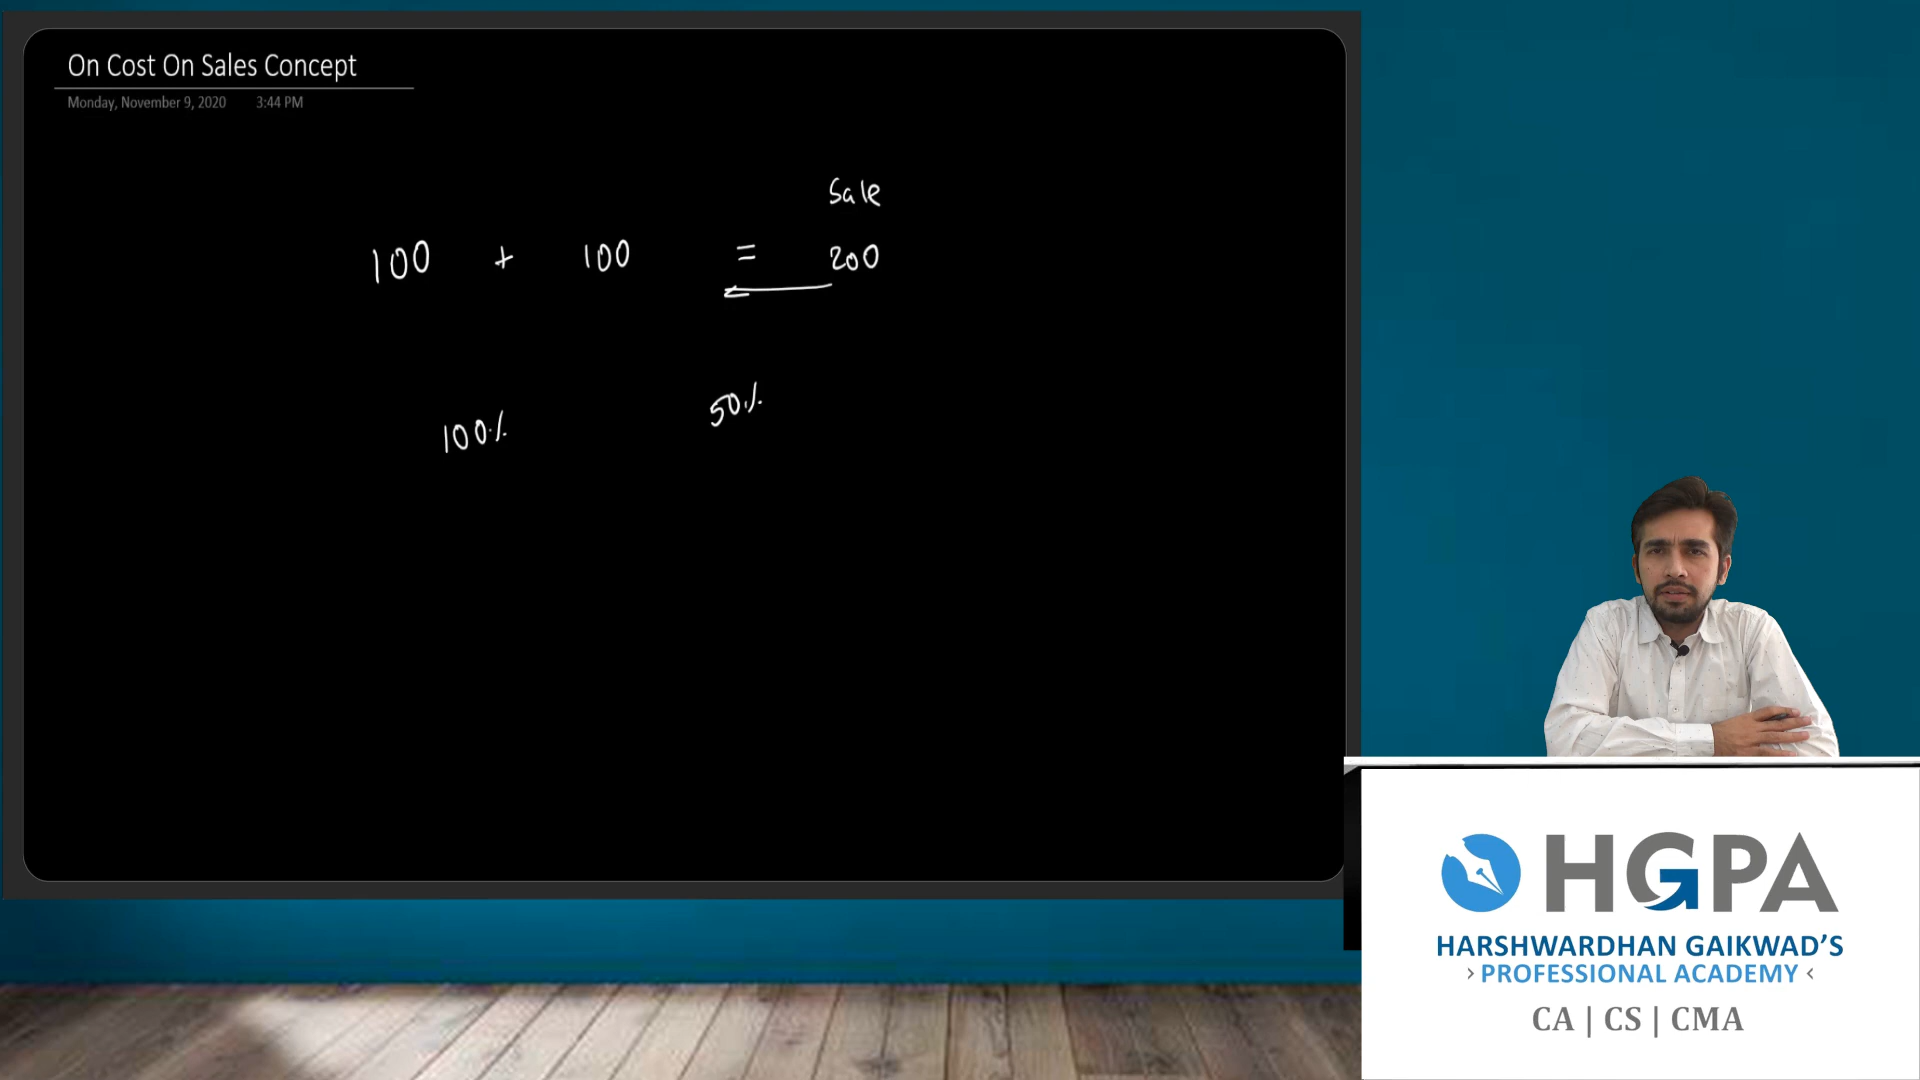 On Cost On Sales Concept
Monday, November 9, 2020 3:44 PM
Sale
100 + 100 = 200
100% 50%
HGPA
HARSHWARDHAN GAIKWAD'S
› PROFESSIONAL ACADEMY ‹
CA | CS | CMA